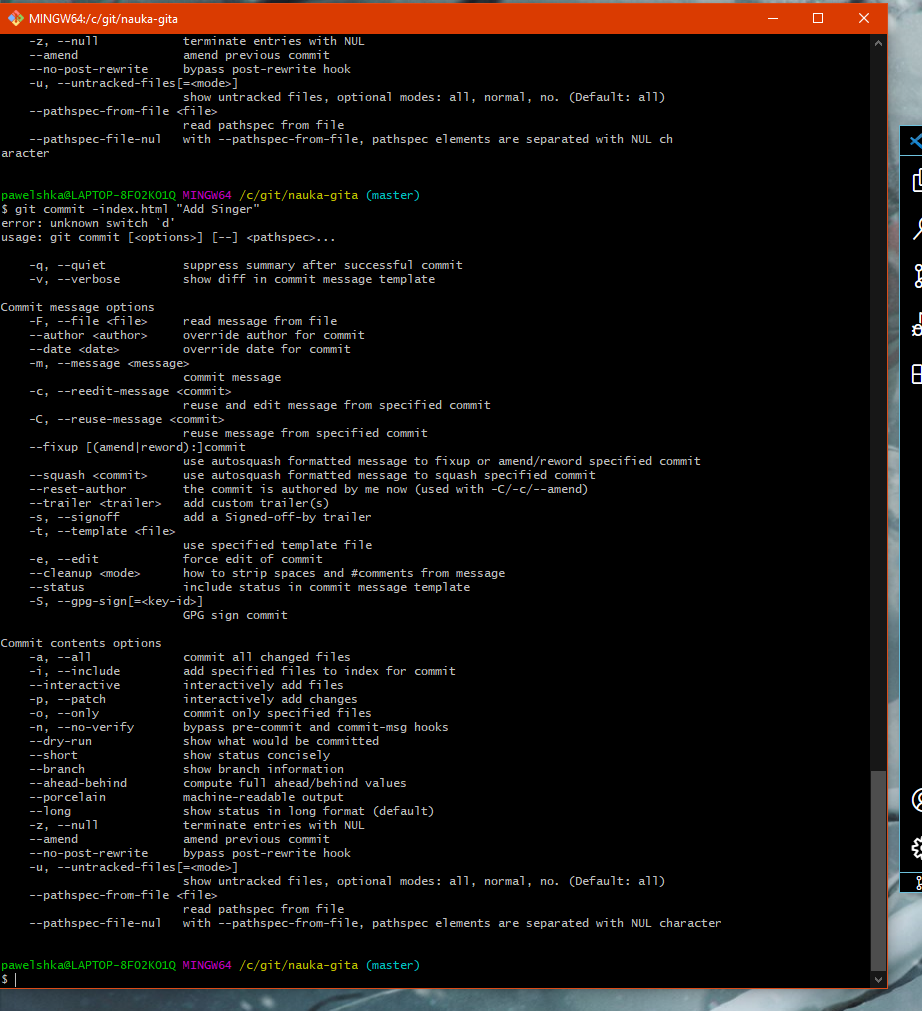 MINGW64:/c/git/nauka-gita
-z, --null terminate entries with NUL
--amend amend previous commit
--no-post-rewrite bypass post-rewrite hook
-u, --untracked-files[=<mode>]
show untracked files, optional modes: all, normal, no. (Default: all)
--pathspec-from-file <file>
read pathspec from file
--pathspec-file-nul with --pathspec-from-file, pathspec elements are separated with NUL ch
aracter
pawelshka@LAPTOP-8FO2KO1Q MINGW64 /c/git/nauka-gita (master)
$ git commit -index.html "Add Singer"
error: unknown switch `d'
usage: git commit [<options>] [--] <pathspec>...
-q, --quiet suppress summary after successful commit
-v, --verbose show diff in commit message template
Commit message options
-F, --file <file> read message from file
--author <author> override author for commit
--date <date> override date for commit
-m, --message <message>
commit message
-c, --reedit-message <commit>
reuse and edit message from specified commit
-C, --reuse-message <commit>
reuse message from specified commit
--fixup [(amend|reword):]commit
use autosquash formatted message to fixup or amend/reword specified commit
--squash <commit> use autosquash formatted message to squash specified commit
--reset-author the commit is authored by me now (used with -C/-c/--amend)
--trailer <trailer> add custom trailer(s)
-s, --signoff add a Signed-off-by trailer
-t, --template <file>
use specified template file
-e, --edit force edit of commit
--cleanup <mode> how to strip spaces and #comments from message
--status include status in commit message template
-S, --gpg-sign[=<key-id>]
GPG sign commit
Commit contents options
-a, --all commit all changed files
-i, --include add specified files to index for commit
--interactive interactively add files
-p, --patch interactively add changes
-o, --only commit only specified files
-n, --no-verify bypass pre-commit and commit-msg hooks
--dry-run show what would be committed
--short show status concisely
--branch show branch information
--ahead-behind compute full ahead/behind values
--porcelain machine-readable output
--long show status in long format (default)
-z, --null terminate entries with NUL
--amend amend previous commit
--no-post-rewrite bypass post-rewrite hook
-u, --untracked-files[=<mode>]
show untracked files, optional modes: all, normal, no. (Default: all)
--pathspec-from-file <file>
read pathspec from file
--pathspec-file-nul with --pathspec-from-file, pathspec elements are separated with NUL character
pawelshka@LAPTOP-8FO2KO1Q MINGW64 /c/git/nauka-gita (master)
$